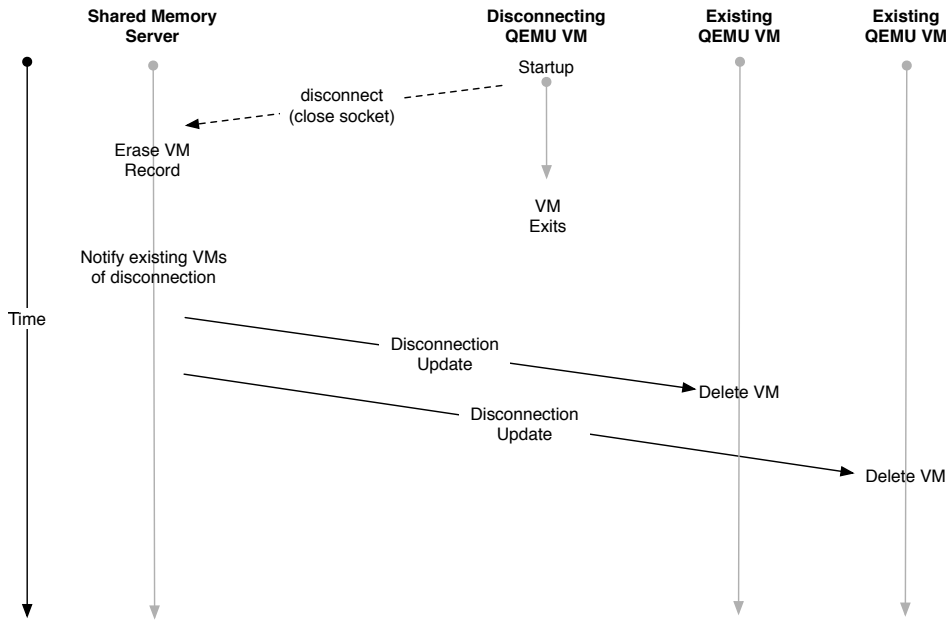 Shared Memory
Server
Disconnecting
QEMU VM
Existing
QEMU VM
Existing
QEMU VM
Startup
disconnect
(close socket)
Erase VM
Record
VM
Exits
Notify existing VMs
of disconnection
Time
Disconnection
Update
Delete VM
Disconnection
Update
Delete VM